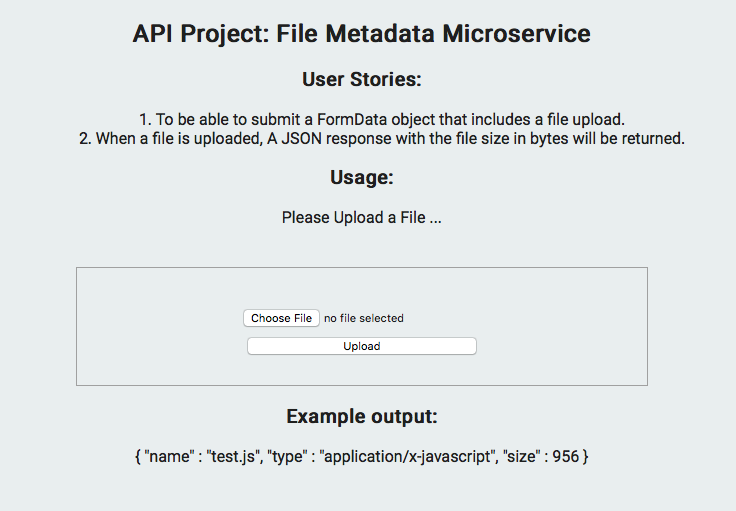 API Project: File Metadata Microservice
User Stories:
1. To be able to submit a FormData object that includes a file upload.
2. When a file is uploaded, A JSON response with the file size in bytes will be returned.
Usage:
Please Upload a File ...
Choose File no file selected
Upload
Example output:
{ "name" : "test.js", "type" : "application/x-javascript", "size" : 956 }